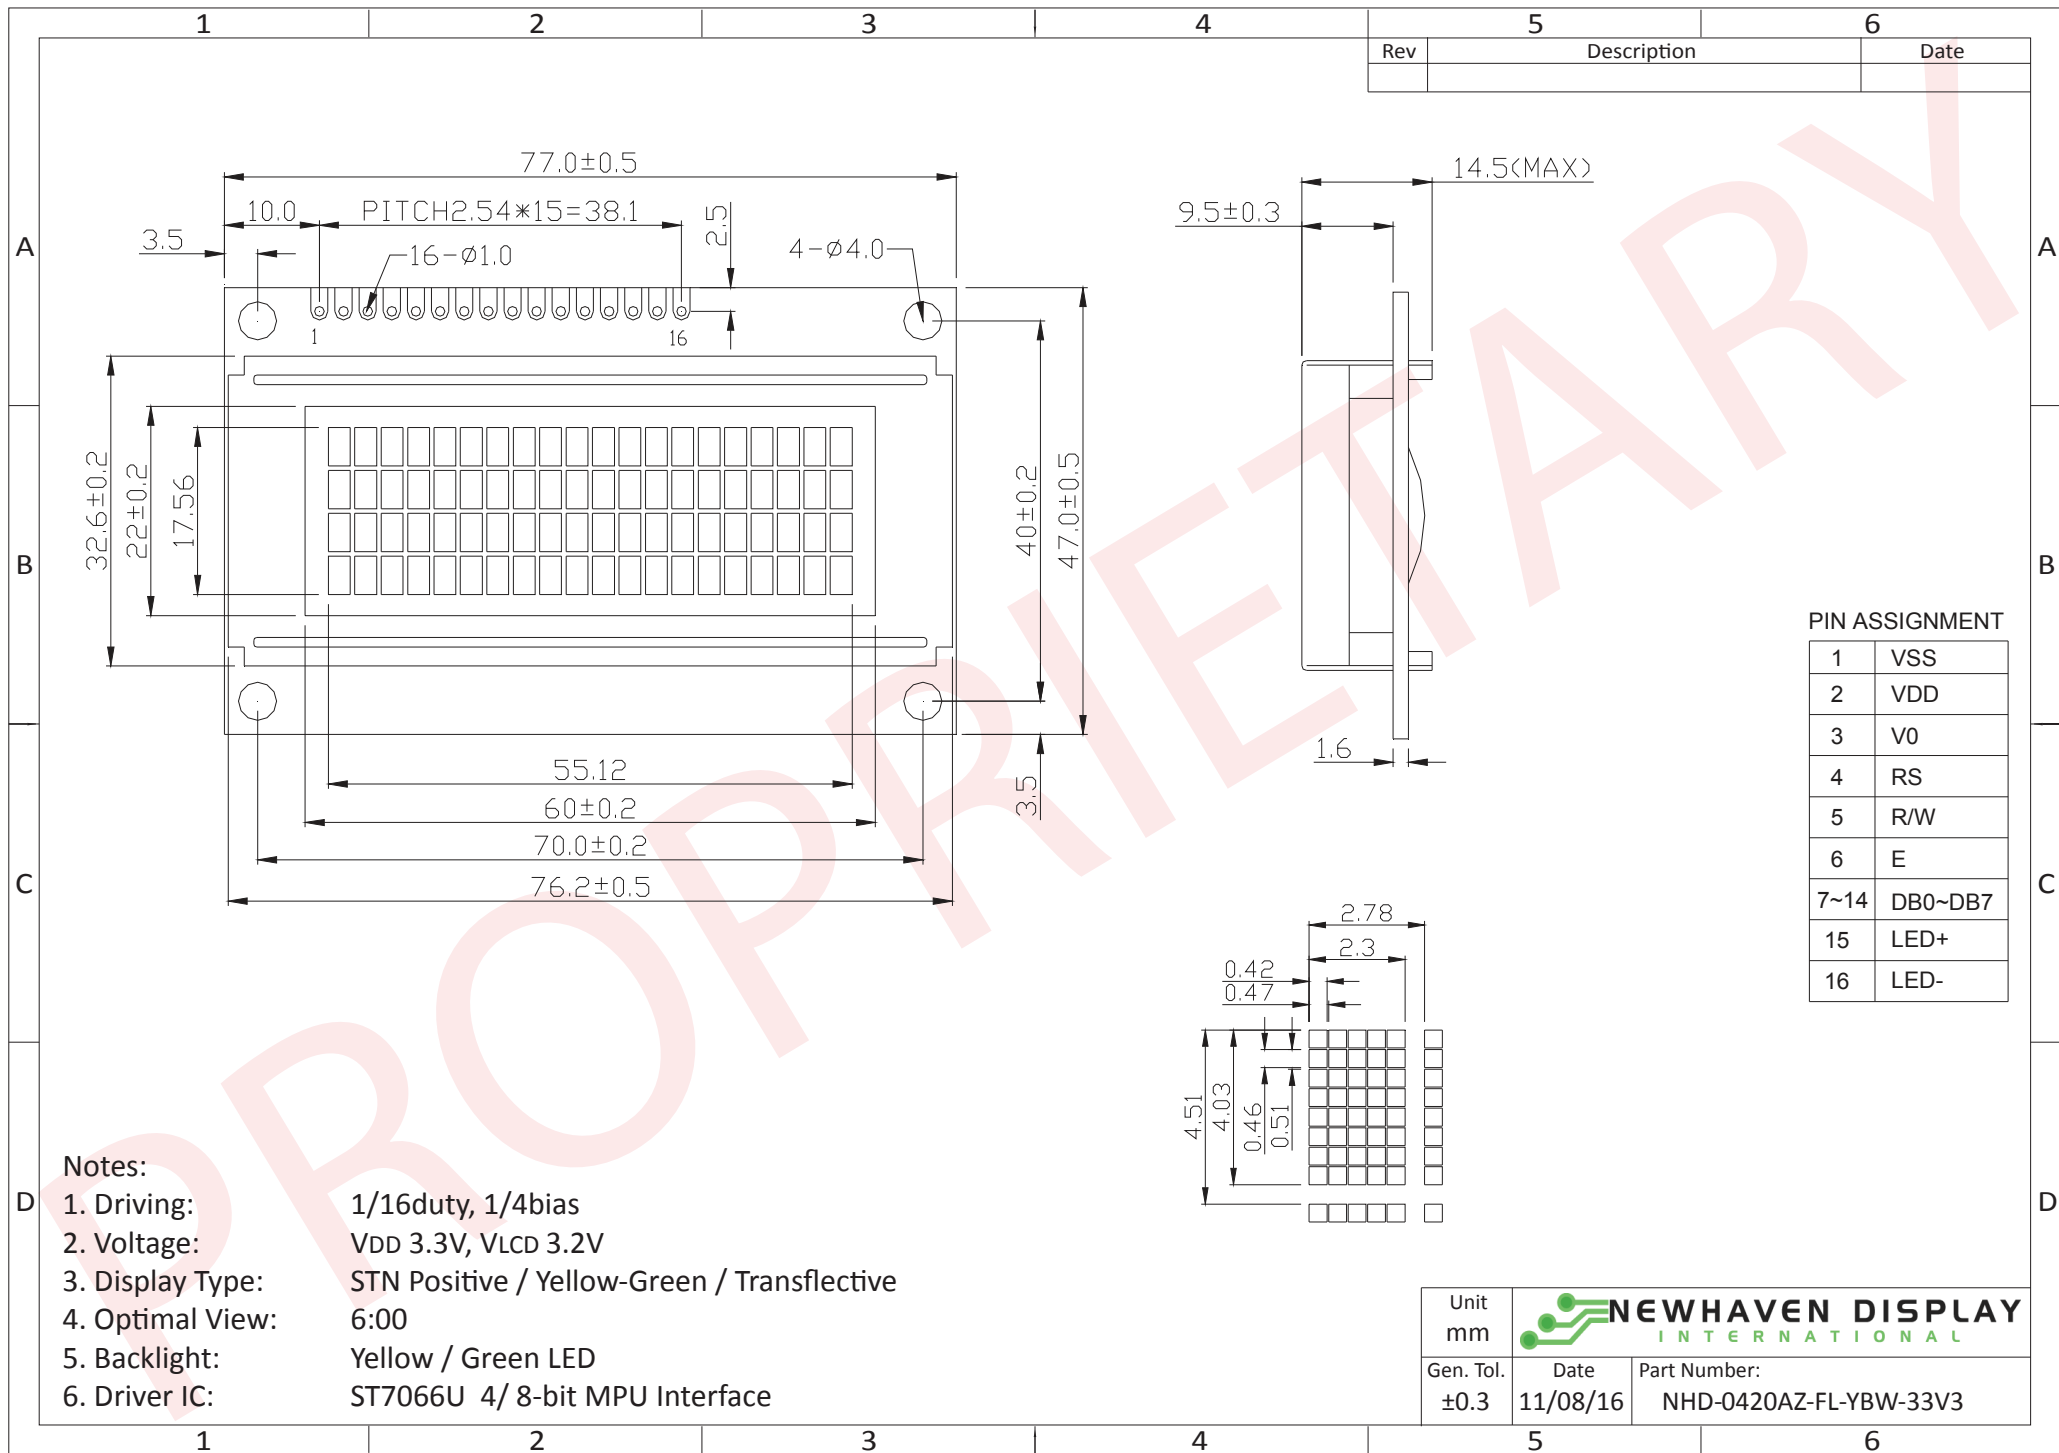 1 2 3 4 5 6
Rev Description Date
A A
B B
C C
D D
77.0±0.5
10.0 PITCH2.54*15=38.1
3.5
16-Ø1.0
2.5
4-Ø4.0
1 16
32.6±0.2
22±0.2
17.56
40±0.2
47.0±0.5
3.5
55.12
60±0.2
70.0±0.2
76.2±0.5
14.5(MAX)
9.5±0.3
1.6
PIN ASSIGNMENT
1 VSS
2 VDD
3 V0
4 RS
5 R/W
6 E
7~14 DB0~DB7
15 LED+
16 LED-
2.78
2.3
0.42
0.47
4.51
4.03
0.46
0.51
PROPRIETARY
Notes:
1. Driving: 1/16duty, 1/4bias
2. Voltage: VDD 3.3V, VLCD 3.2V
3. Display Type: STN Positive / Yellow-Green / Transflective
4. Optimal View: 6:00
5. Backlight: Yellow / Green LED
6. Driver IC: ST7066U 4/ 8-bit MPU Interface
Unit
mm
NEWHAVEN DISPLAY
INTERNATIONAL
Gen. Tol.
±0.3
Date
11/08/16
Part Number:
NHD-0420AZ-FL-YBW-33V3
1 2 3 4 5 6